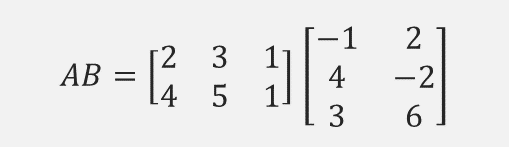 AB = [2 3 1; 4 5 1] [−1 2; 4 −2; 3 6]